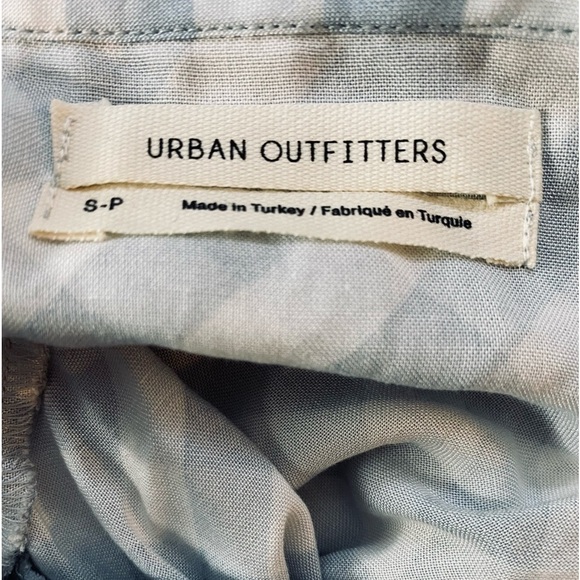 URBAN OUTFITTERS
S-P Made in Turkey / Fabriqué en Turquie